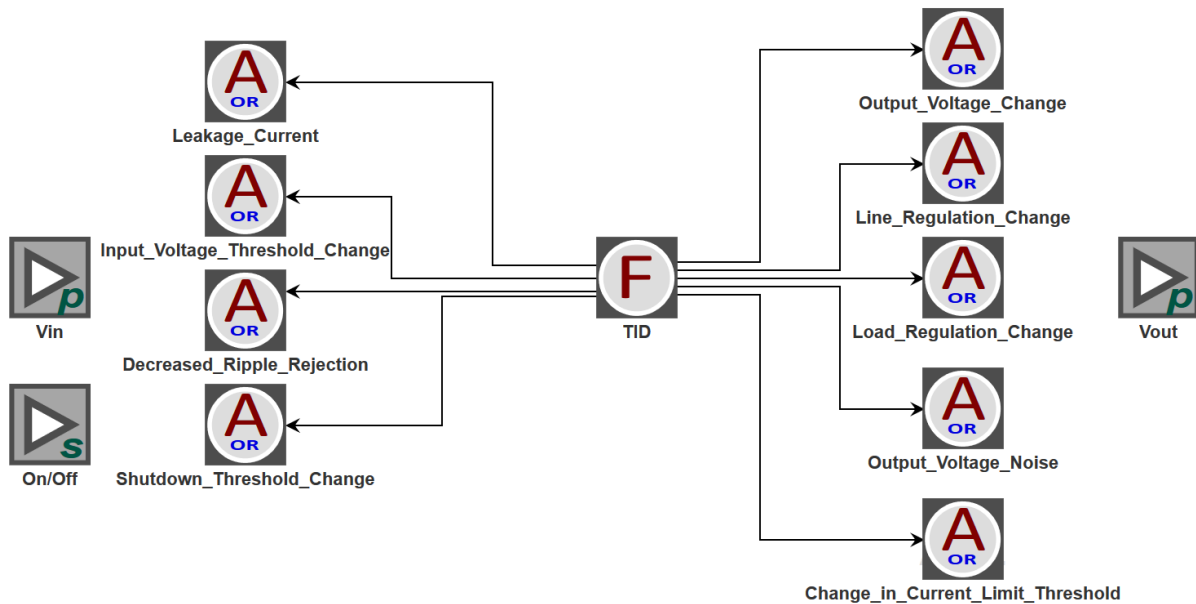 A
OR
Leakage_Current
A
OR
Input_Voltage_Threshold_Change
p
Vin
A
OR
Decreased_Ripple_Rejection
s
On/Off
A
OR
Shutdown_Threshold_Change
F
TID
A
OR
Output_Voltage_Change
A
OR
Line_Regulation_Change
A
OR
Load_Regulation_Change
p
Vout
A
OR
Output_Voltage_Noise
A
OR
Change_in_Current_Limit_Threshold